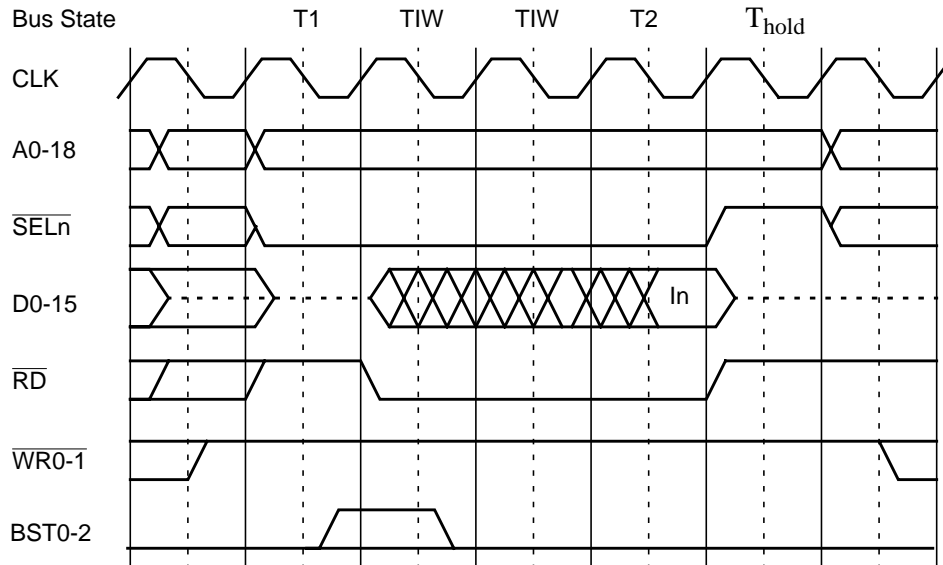 Bus State T1 TIW TIW T2 Thold
CLK
A0-18
SELn
D0-15 In
RD
WR0-1
BST0-2